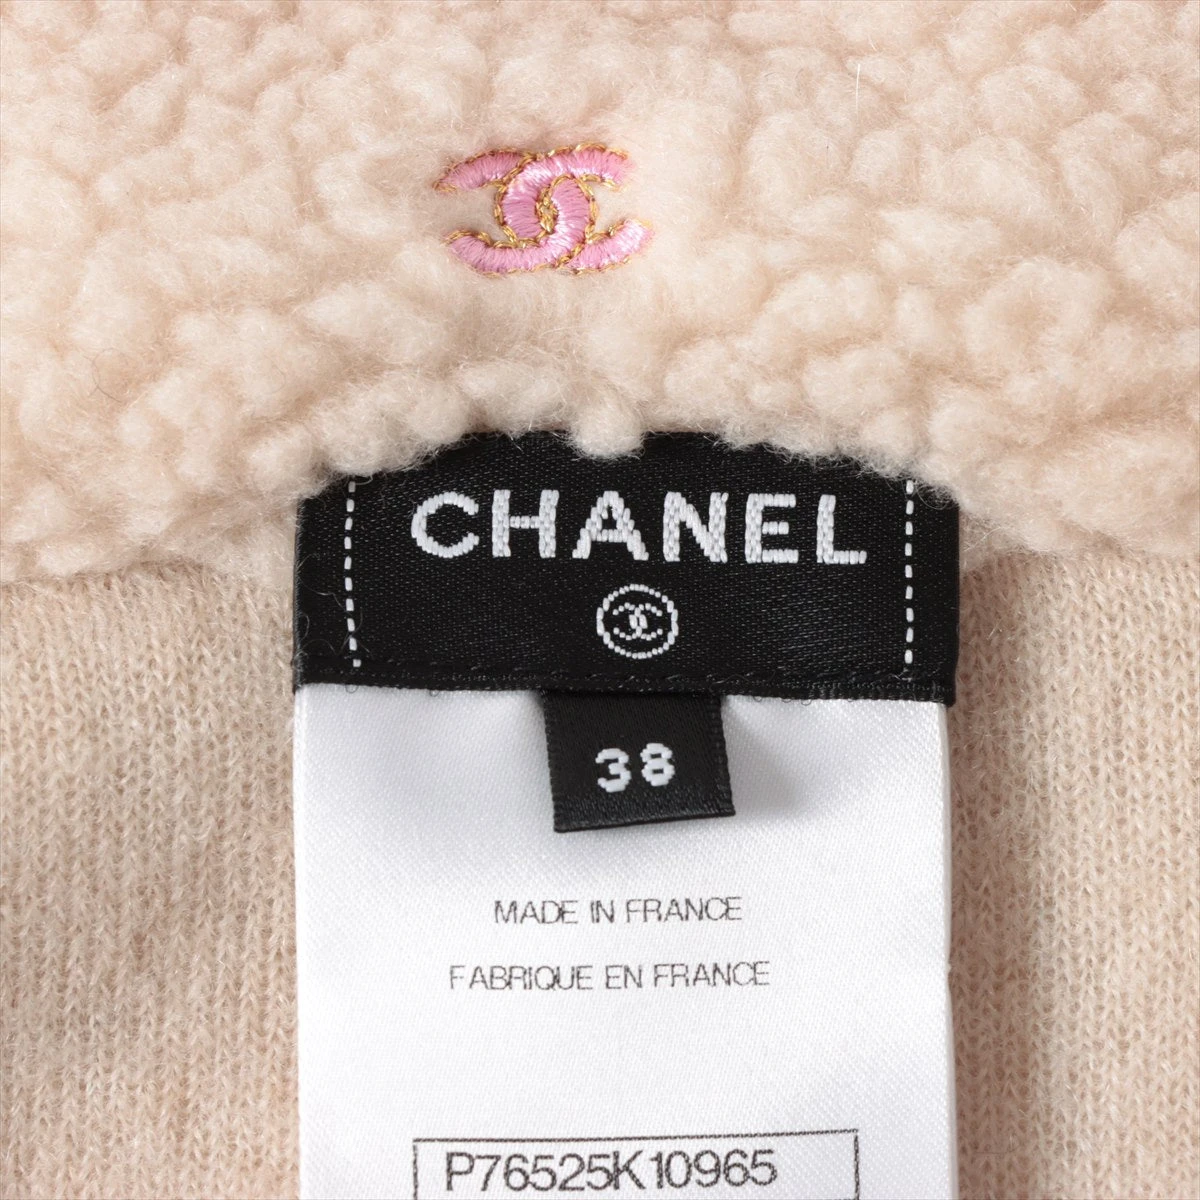 CHANEL
38
MADE IN FRANCE
FABRIQUE EN FRANCE
P76525K10965